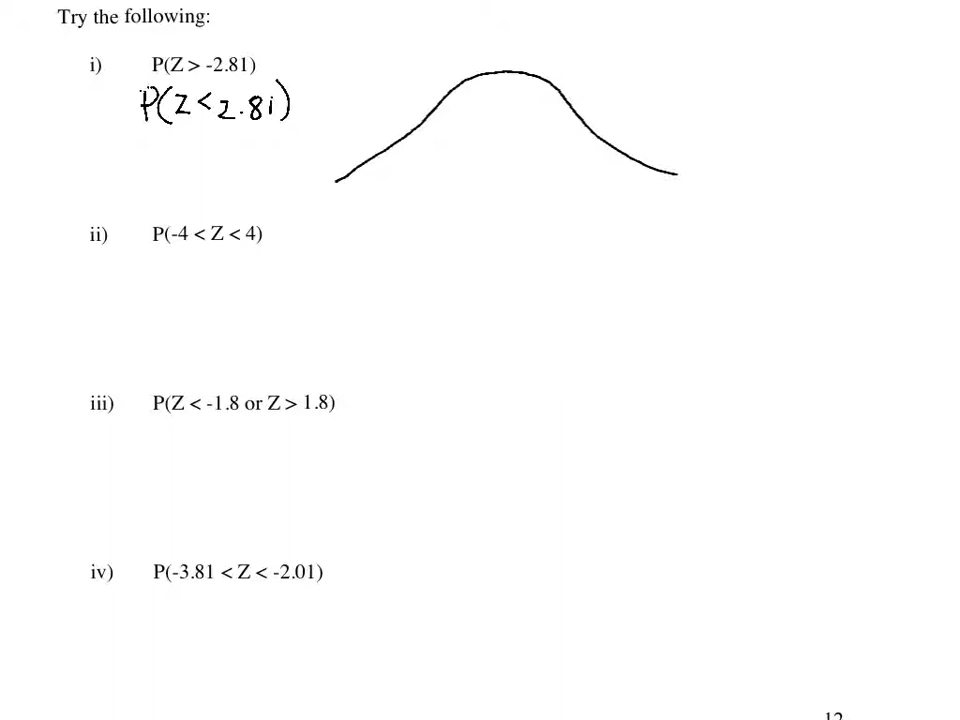 Try the following:
i) P(Z > -2.81)
P(Z < 2.81)
ii) P(-4 < Z < 4)
iii) P(Z < -1.8 or Z > 1.8)
iv) P(-3.81 < Z < -2.01)
12